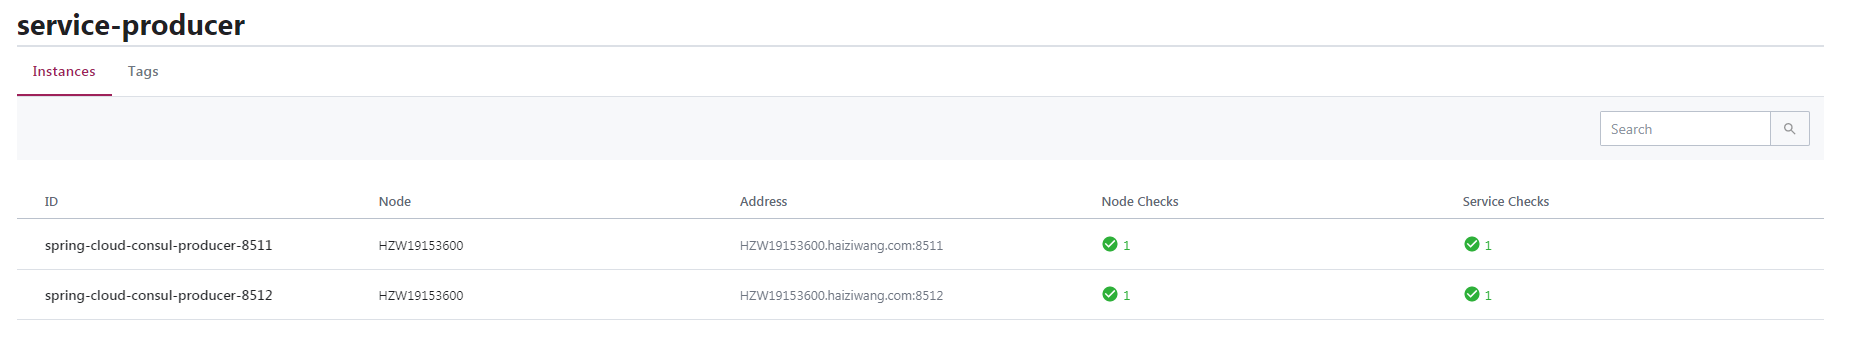 service-producer
Instances Tags
Search
ID Node Address Node Checks Service Checks
spring-cloud-consul-producer-8511 HZW19153600 HZW19153600.haiziwang.com:8511 1 1
spring-cloud-consul-producer-8512 HZW19153600 HZW19153600.haiziwang.com:8512 1 1